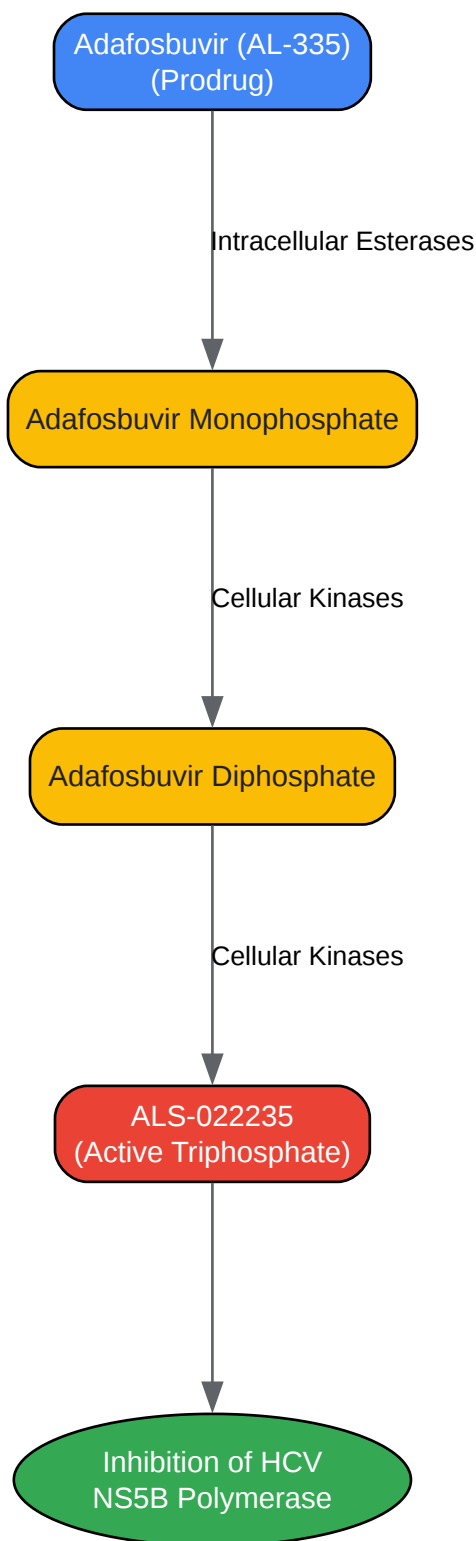 Adafosbuvir (AL-335)
(Prodrug)
Intracellular Esterases
Adafosbuvir Monophosphate
Cellular Kinases
Adafosbuvir Diphosphate
Cellular Kinases
ALS-022235
(Active Triphosphate)
Inhibition of HCV
NS5B Polymerase